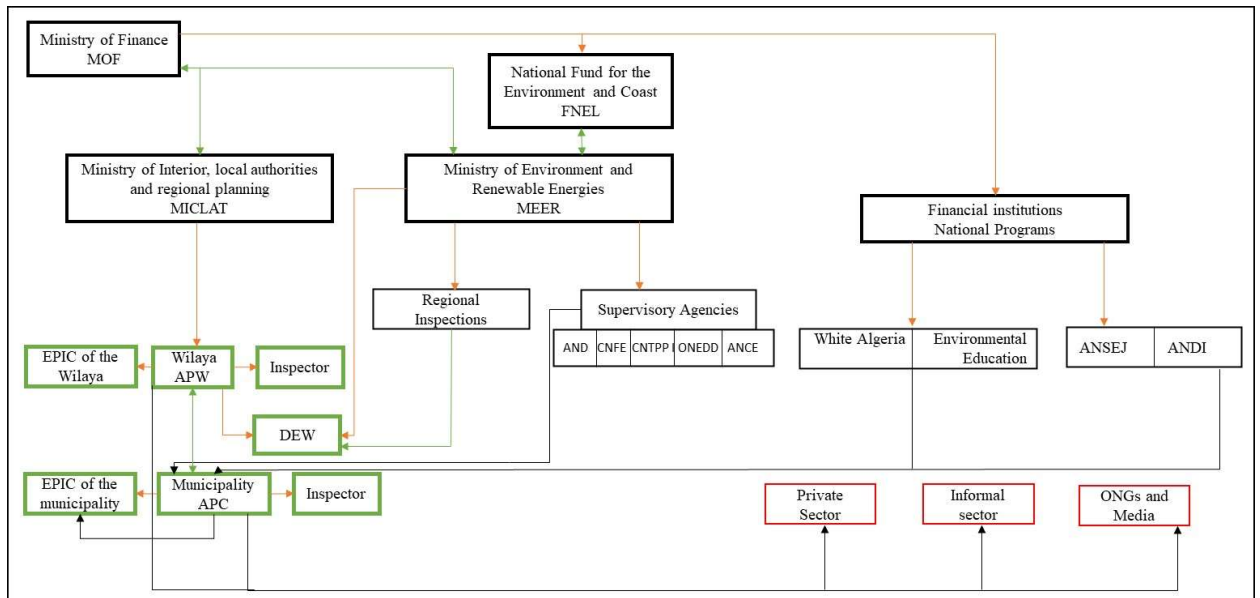 Ministry of Finance
MOF
National Fund for the
Environment and Coast
FNEL
Ministry of Interior, local authorities
and regional planning
MICLAT
Ministry of Environment and
Renewable Energies
MEER
Financial institutions
National Programs
Regional
Inspections
Supervisory Agencies
AND CNFE CNTPP ONEDD ANCE
White Algeria
Environmental
Education
ANSEJ
ANDI
EPIC of the
Wilaya
Wilaya
APW
Inspector
DEW
EPIC of the
municipality
Municipality
APC
Inspector
Private
Sector
Informal
sector
ONGs and
Media